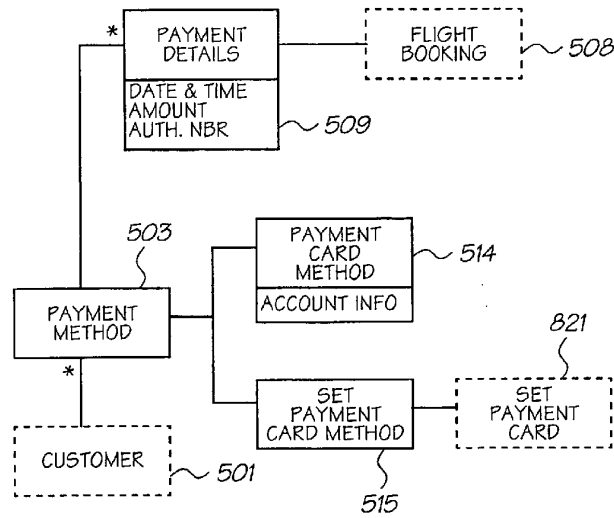 *
PAYMENT
DETAILS
DATE & TIME
AMOUNT
AUTH. NBR
509
FLIGHT
BOOKING
508
503
PAYMENT
METHOD
*
PAYMENT
CARD
METHOD
ACCOUNT INFO
514
SET
PAYMENT
CARD METHOD
515
821
SET
PAYMENT
CARD
CUSTOMER
501